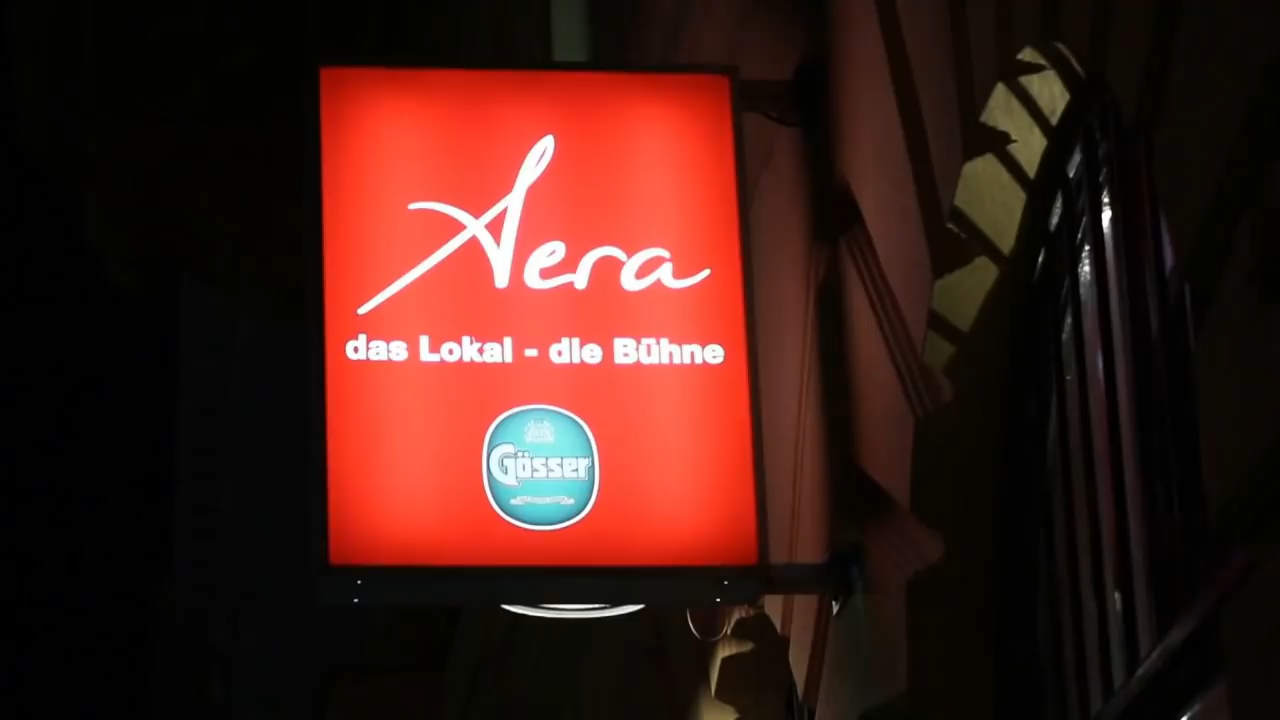 Aera
das Lokal - die Bühne
Gösser